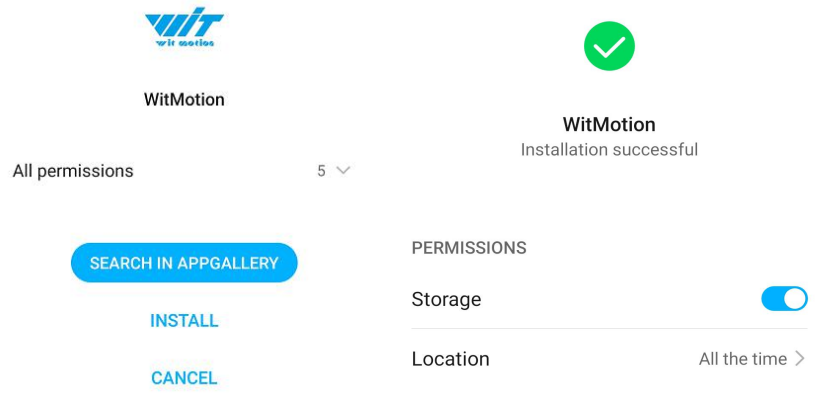 WIT
wit motion
WitMotion
All permissions 5
SEARCH IN APPGALLERY
INSTALL
CANCEL
WitMotion
Installation successful
PERMISSIONS
Storage
Location All the time